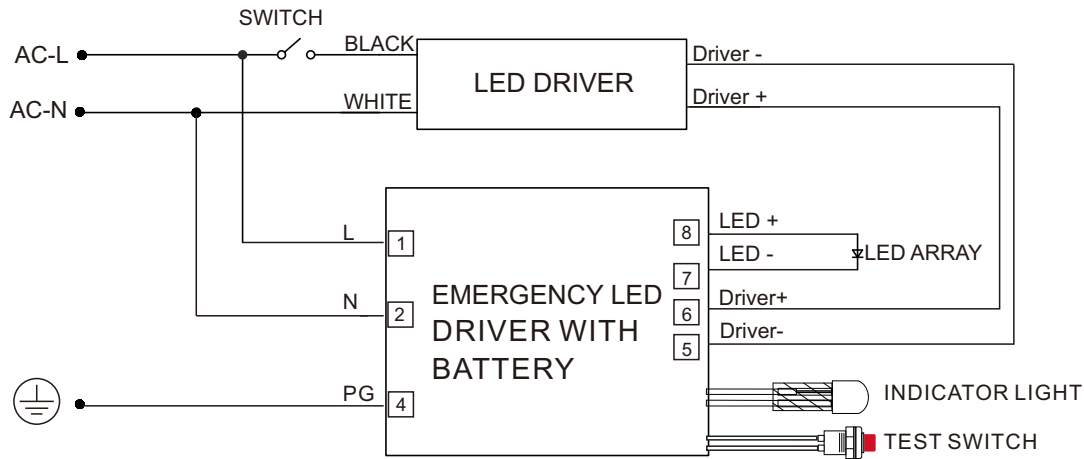 SWITCH
AC-L
BLACK
LED DRIVER
Driver -
AC-N
WHITE
Driver +
L
1
N
2
PG
4
EMERGENCY LED
DRIVER WITH
BATTERY
8
LED +
LED -
LED ARRAY
7
Driver+
6
Driver-
5
INDICATOR LIGHT
TEST SWITCH